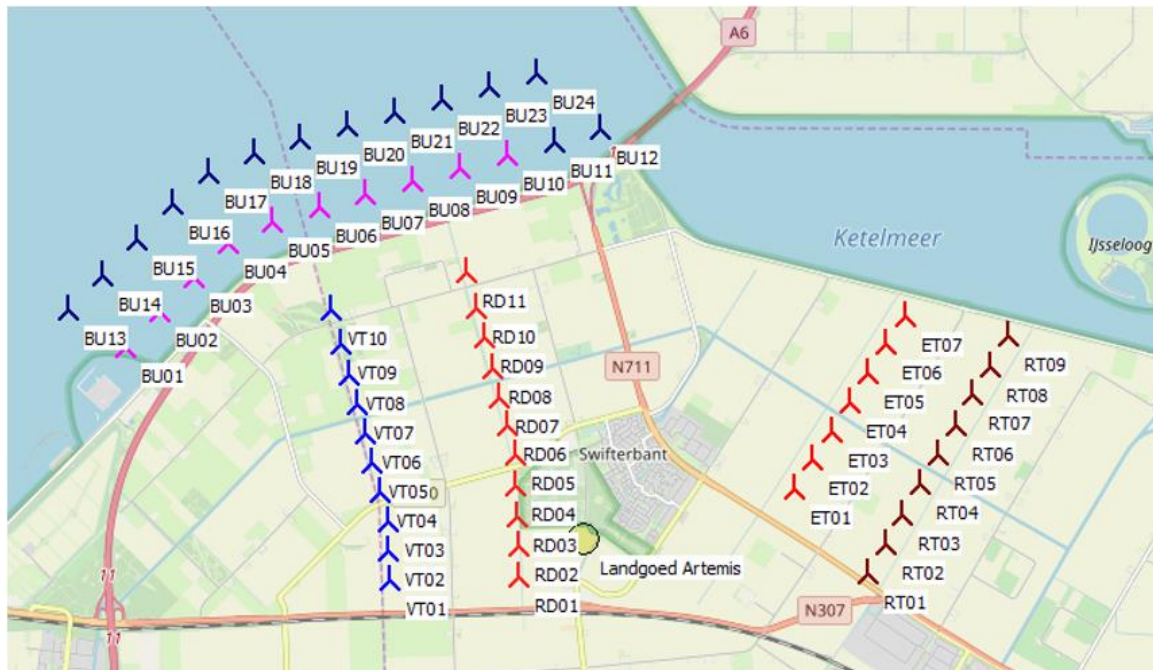 A6
BU24
BU23
BU22
BU21
BU20
BU19
BU18
BU17
BU16
BU15
BU14
BU13
BU12
BU11
BU10
BU09
BU08
BU07
BU06
BU05
BU04
BU03
BU02
BU01
Ketelmeer
IJsseloog
VT10
VT09
VT08
VT07
VT06
VT05
VT04
VT03
VT02
VT01
RD11
RD10
RD09
RD08
RD07
RD06
RD05
RD04
RD03
RD02
RD01
N711
Swifterbant
Landgoed Artemis
ET07
ET06
ET05
ET04
ET03
ET02
ET01
RT09
RT08
RT07
RT06
RT05
RT04
RT03
RT02
RT01
N307
11
11